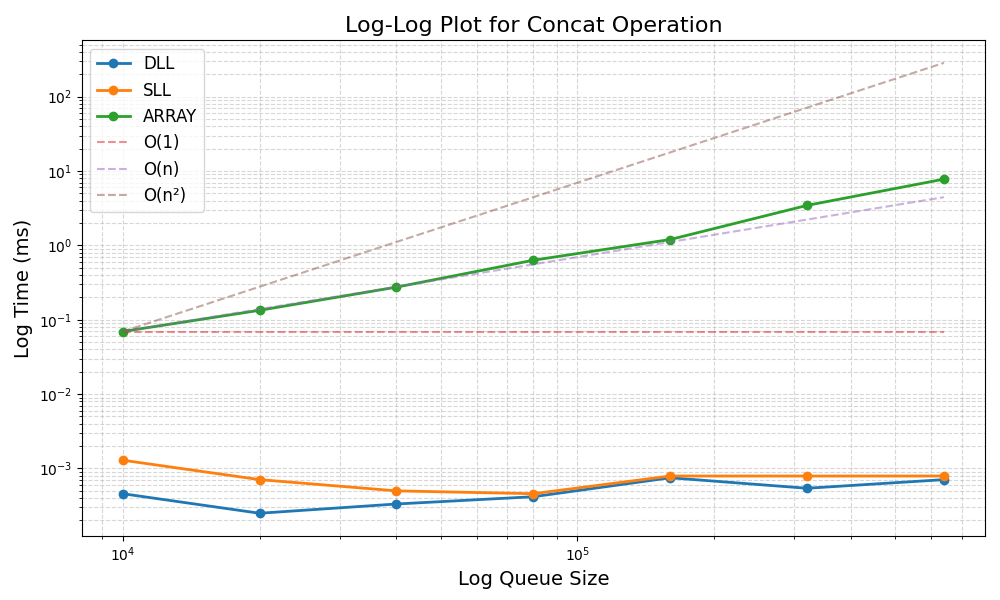 Log-Log Plot for Concat Operation
DLL
SLL
ARRAY
O(1)
O(n)
O(n²)
Log Time (ms)
10²
10¹
10⁰
10⁻¹
10⁻²
10⁻³
10⁴
10⁵
Log Queue Size